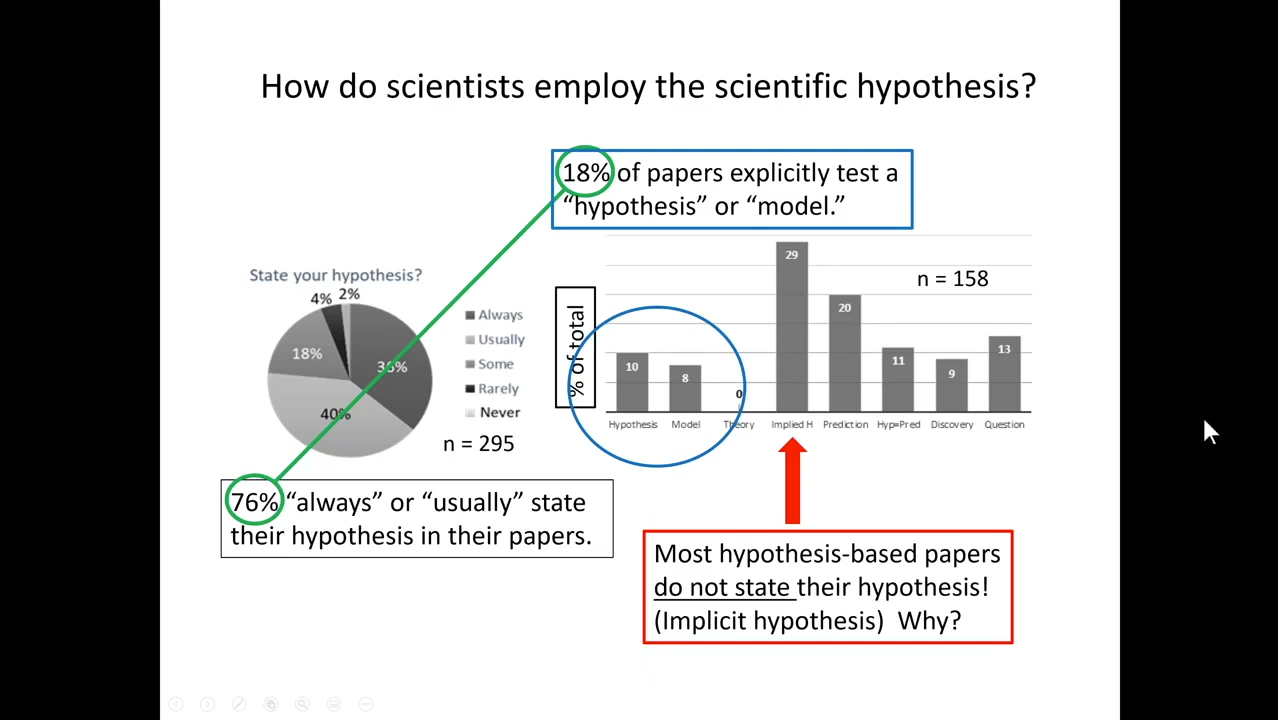 How do scientists employ the scientific hypothesis?
18% of papers explicitly test a
“hypothesis” or “model.”
State your hypothesis?
4%
2%
18%
36%
40%
Always
Usually
Some
Rarely
Never
n = 295
76% “always” or “usually” state
their hypothesis in their papers.
% of total
n = 158
10
8
0
29
20
11
9
13
Hypothesis
Model
Theory
Implied H
Prediction
Hyp=Pred
Discovery
Question
Most hypothesis-based papers
do not state their hypothesis!
(Implicit hypothesis) Why?